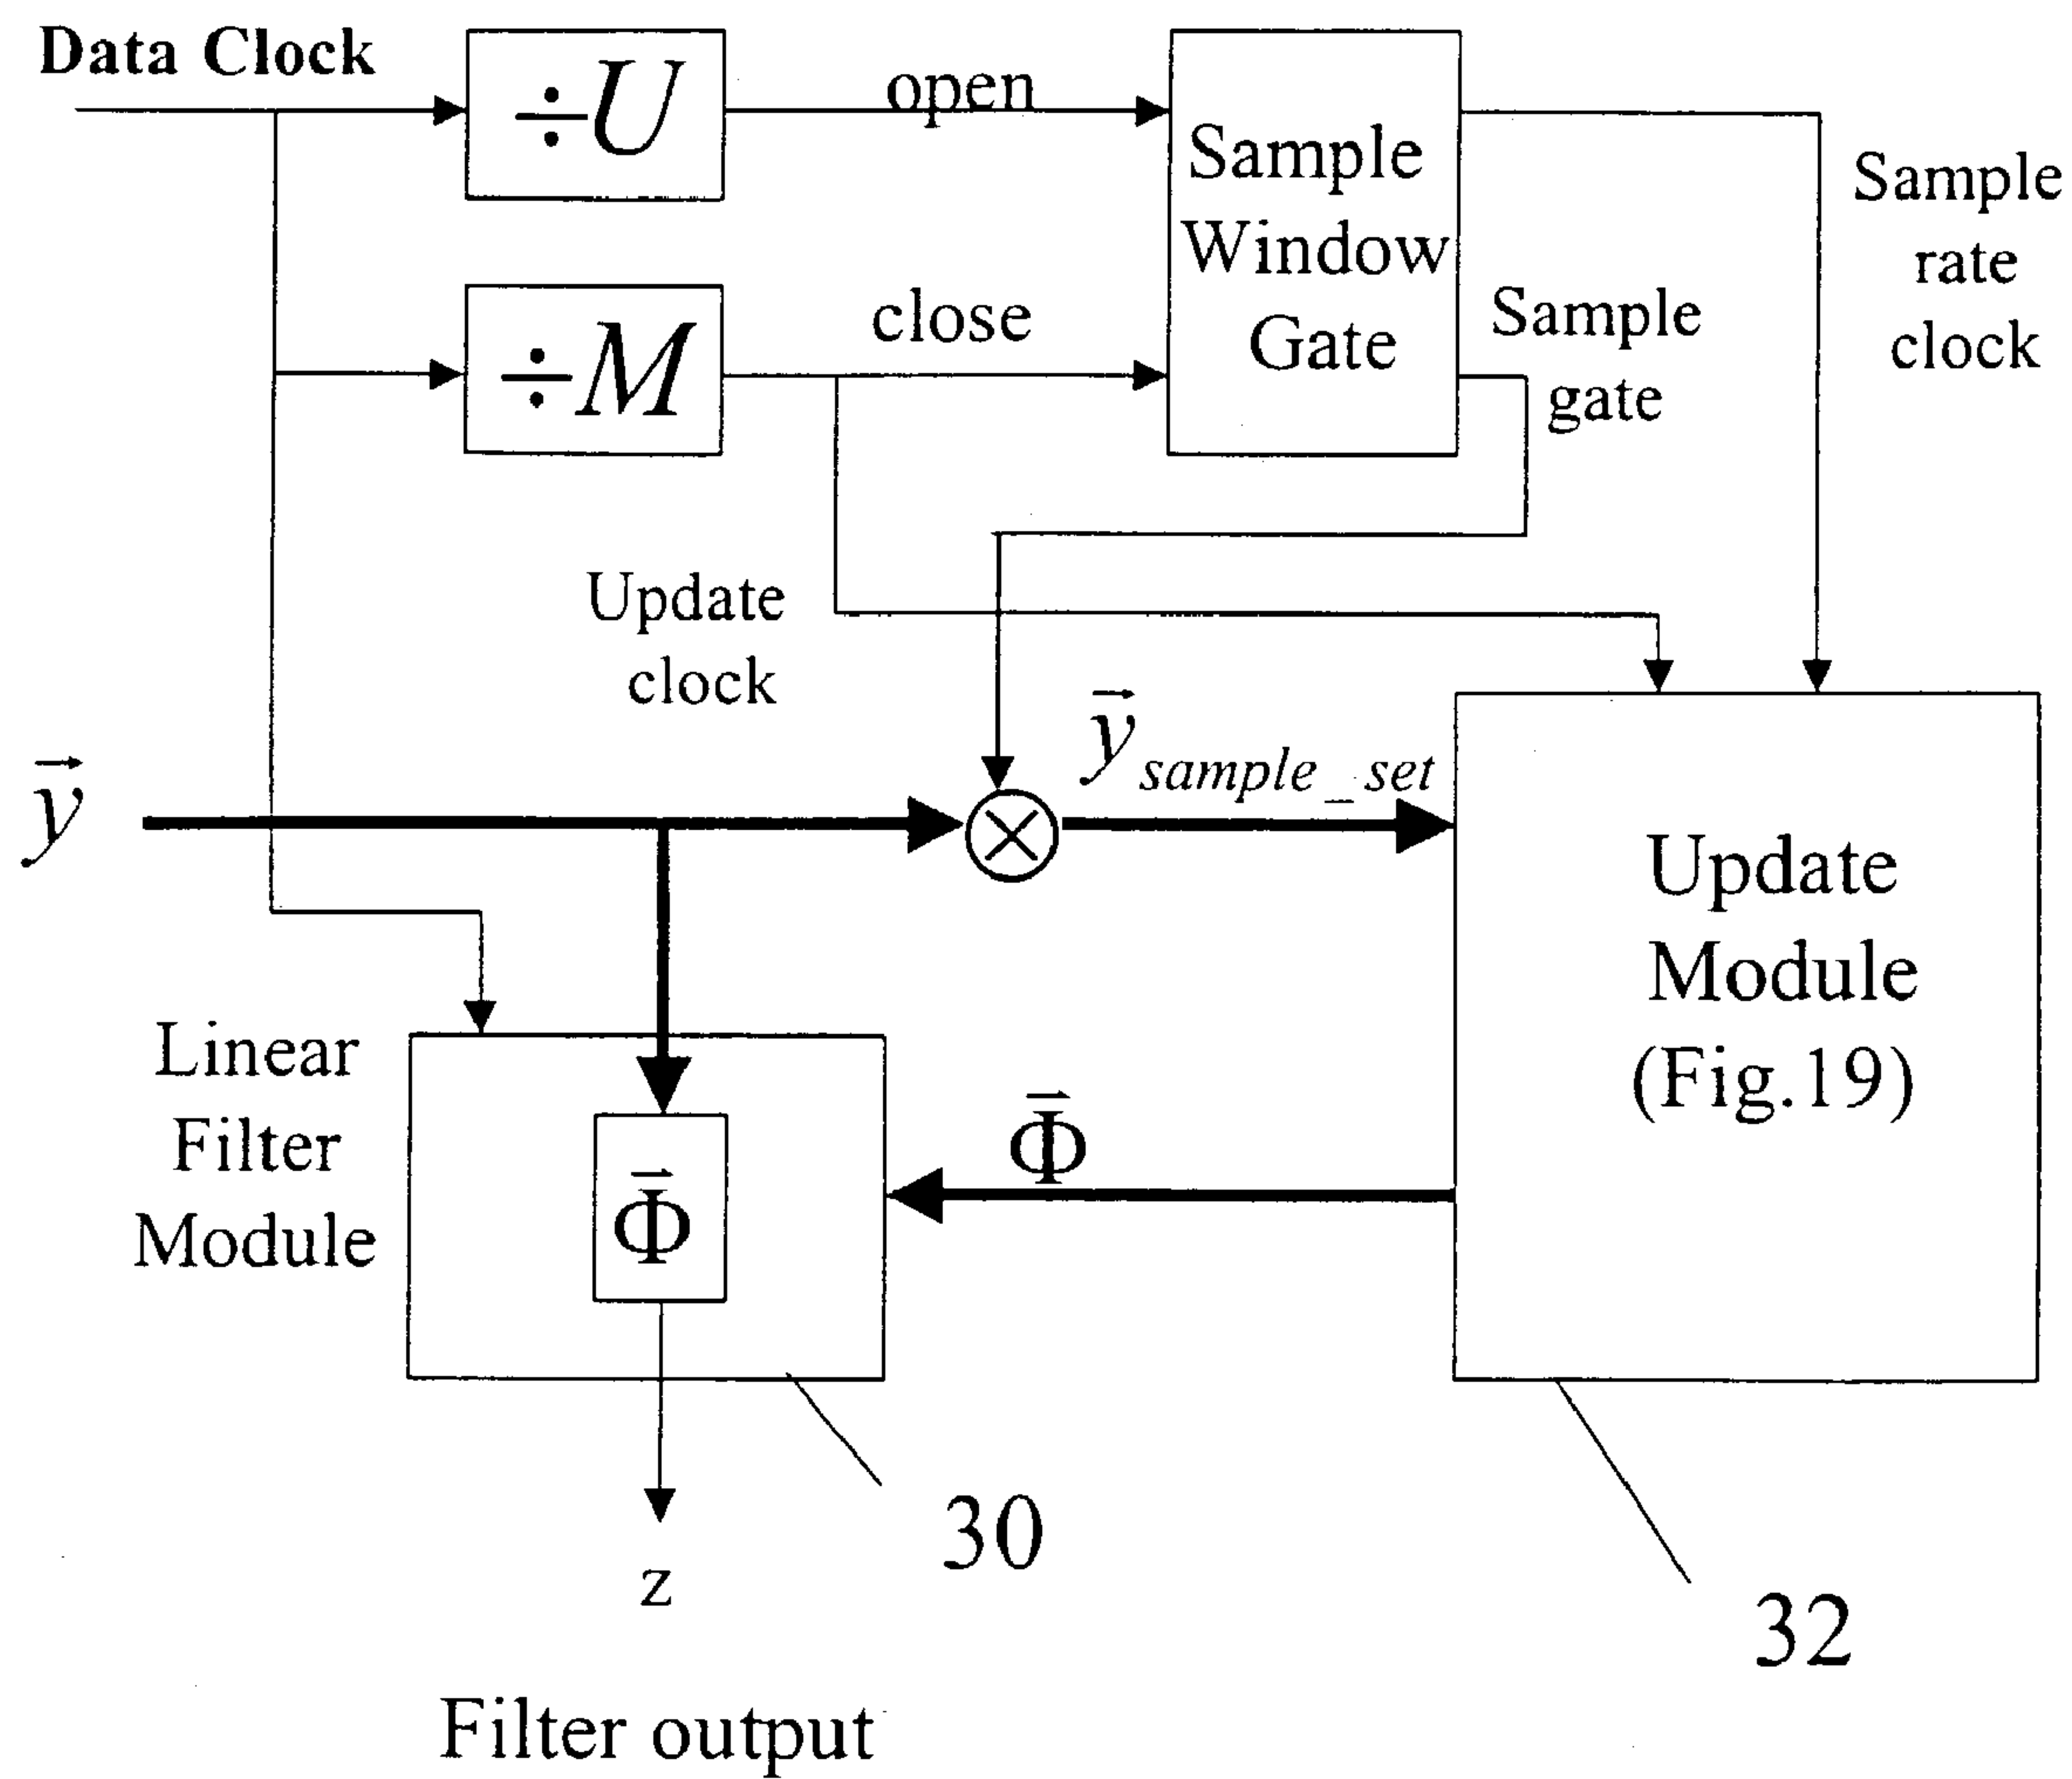 Data Clock
÷U
open
Sample
Window
Gate
Sample
rate
clock
÷M
close
Sample
gate
Update
clock
y⃗
y⃗ sample_set
Update
Module
(Fig.19)
Linear
Filter
Module
Φ⃗
Φ⃗
30
z
32
Filter output